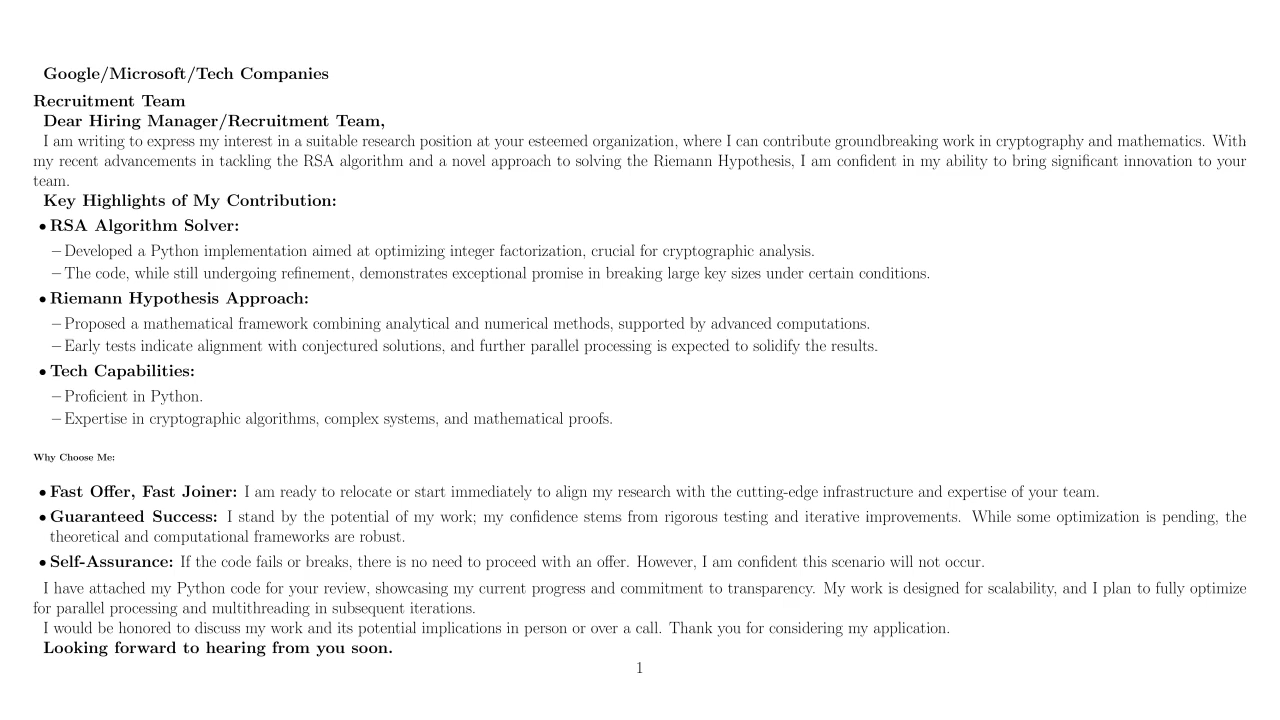 Google/Microsoft/Tech Companies
Recruitment Team
Dear Hiring Manager/Recruitment Team,
I am writing to express my interest in a suitable research position at your esteemed organization, where I can contribute groundbreaking work in cryptography and mathematics. With
my recent advancements in tackling the RSA algorithm and a novel approach to solving the Riemann Hypothesis, I am confident in my ability to bring significant innovation to your
team.
Key Highlights of My Contribution:
• RSA Algorithm Solver:
– Developed a Python implementation aimed at optimizing integer factorization, crucial for cryptographic analysis.
– The code, while still undergoing refinement, demonstrates exceptional promise in breaking large key sizes under certain conditions.
• Riemann Hypothesis Approach:
– Proposed a mathematical framework combining analytical and numerical methods, supported by advanced computations.
– Early tests indicate alignment with conjectured solutions, and further parallel processing is expected to solidify the results.
• Tech Capabilities:
– Proficient in Python.
– Expertise in cryptographic algorithms, complex systems, and mathematical proofs.
Why Choose Me:
• Fast Offer, Fast Joiner: I am ready to relocate or start immediately to align my research with the cutting-edge infrastructure and expertise of your team.
• Guaranteed Success: I stand by the potential of my work; my confidence stems from rigorous testing and iterative improvements. While some optimization is pending, the
theoretical and computational frameworks are robust.
• Self-Assurance: If the code fails or breaks, there is no need to proceed with an offer. However, I am confident this scenario will not occur.
I have attached my Python code for your review, showcasing my current progress and commitment to transparency. My work is designed for scalability, and I plan to fully optimize
for parallel processing and multithreading in subsequent iterations.
I would be honored to discuss my work and its potential implications in person or over a call. Thank you for considering my application.
Looking forward to hearing from you soon.
1